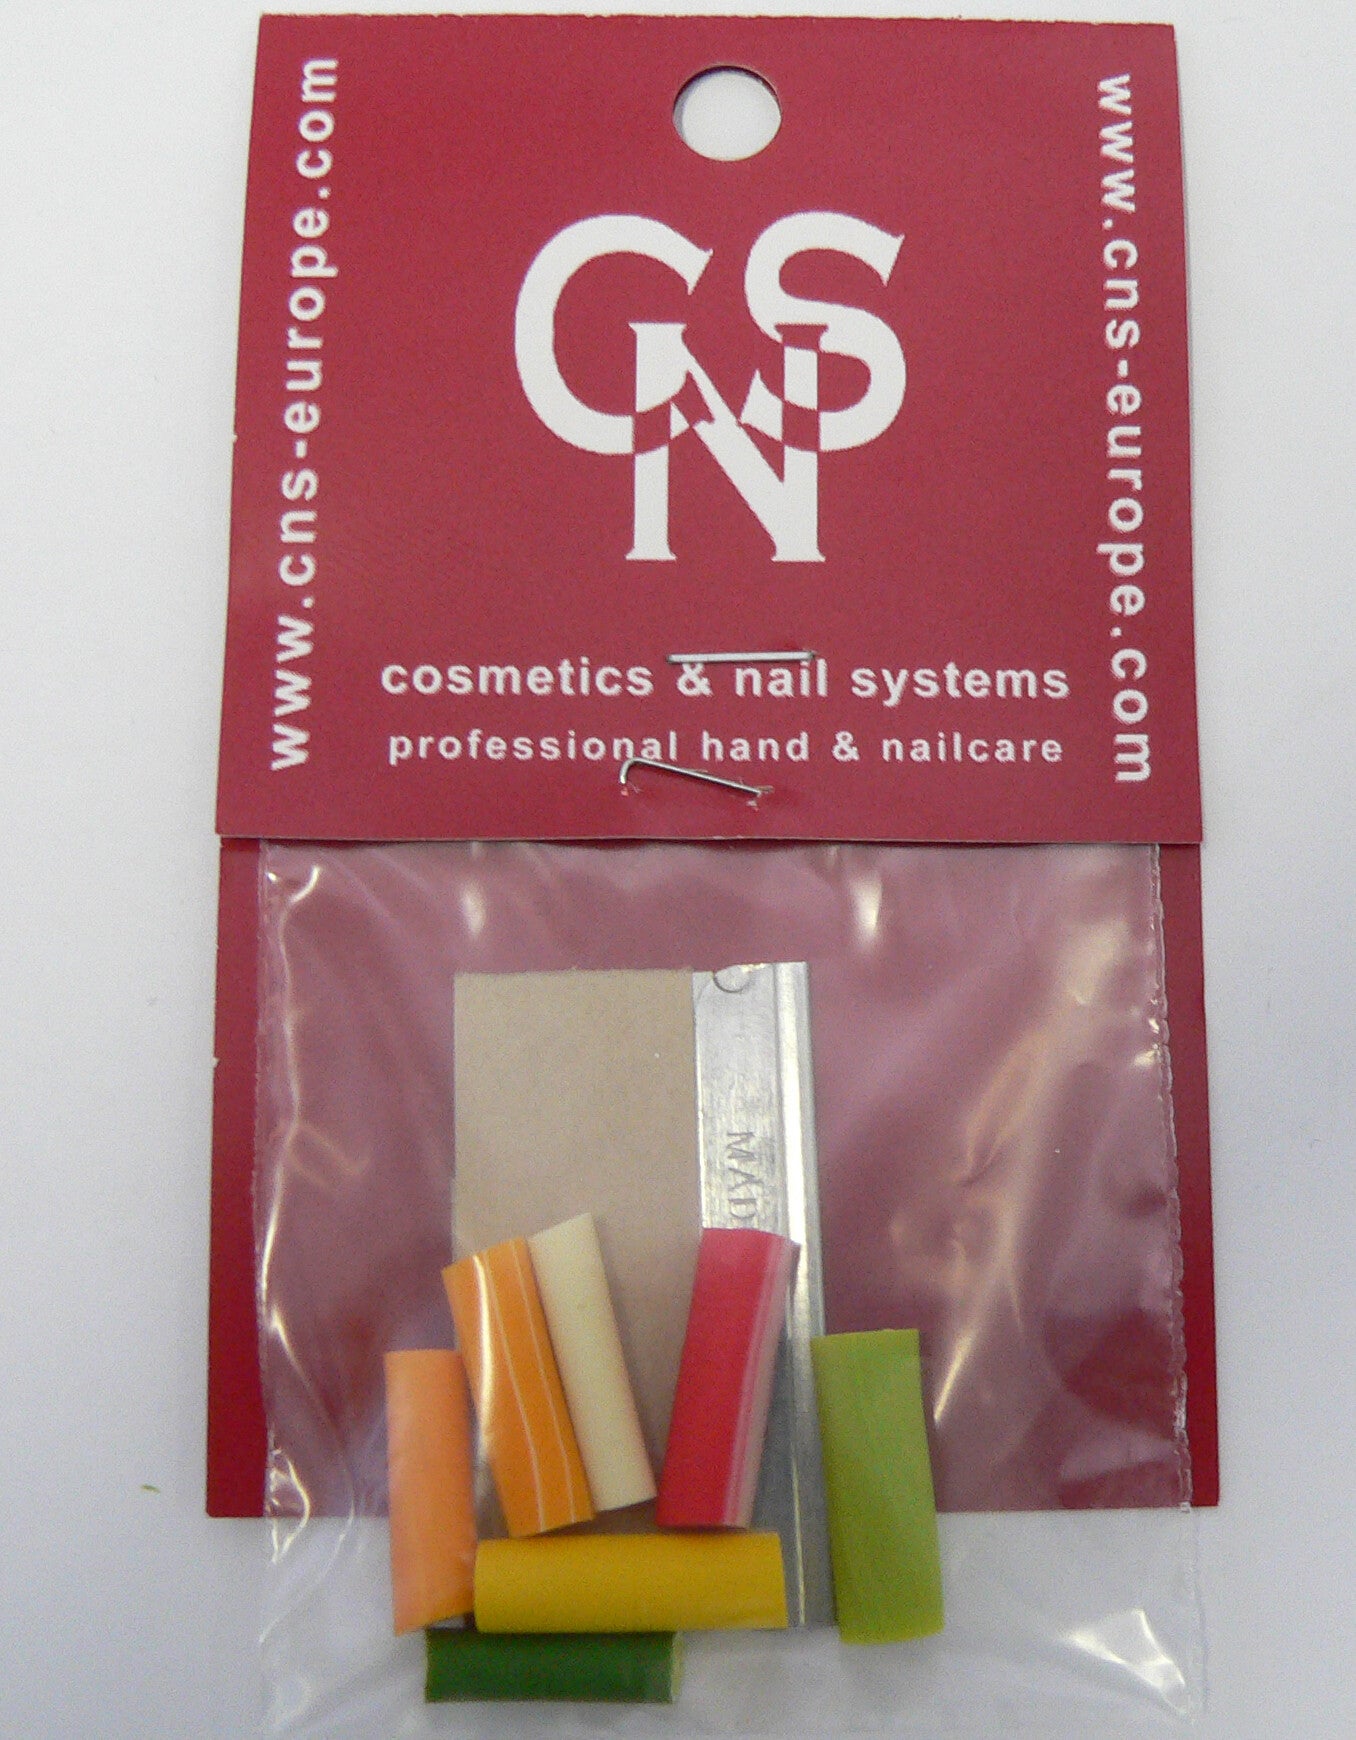 www.cns-europe.com
CNS
cosmetics & nail systems
professional hand & nailcare
www.cns-europe.com
MAD